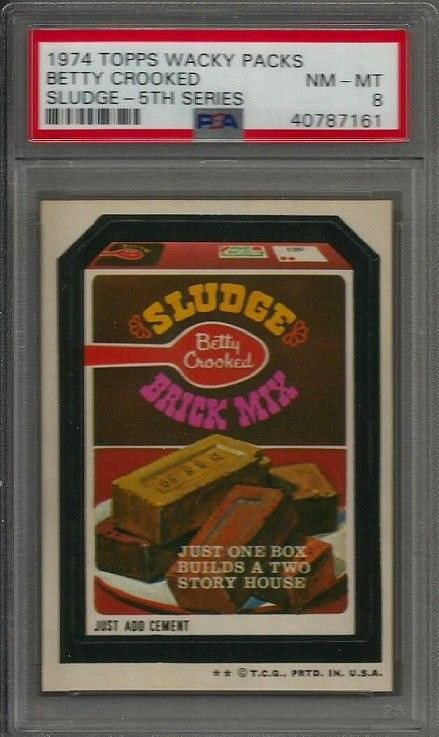 1974 TOPPS WACKY PACKS
BETTY CROOKED NM-MT
SLUDGE-5TH SERIES 8
PSA 40787161
SLUDGE
Betty
Crooked
BRICK MIX
JUST ONE BOX
BUILDS A TWO
STORY HOUSE
JUST ADD CEMENT
** © T.C.G., PRTD. IN. U.S.A.